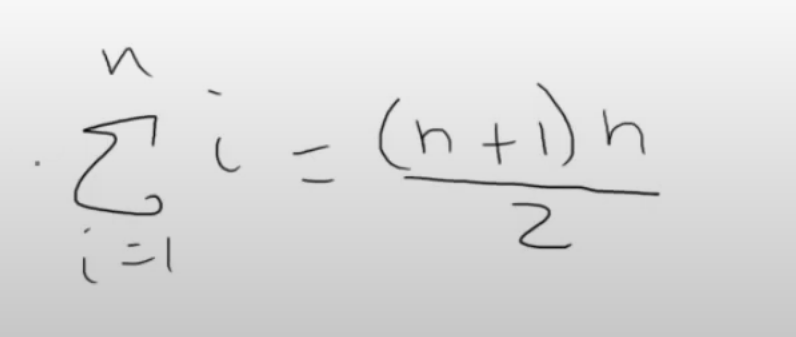 n
∑ i = (n+1)n
i=1 2